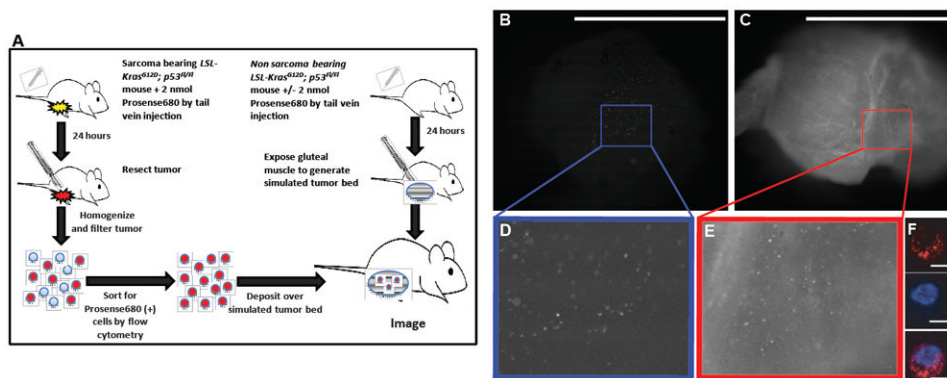 A
Sarcoma bearing LSL-
Kras^G12D; p53^fl/fl
mouse + 2 nmol
Prosense680 by tail
vein injection
Non sarcoma bearing
LSL-Kras^G12D; p53^fl/fl
mouse +/- 2 nmol
Prosense680 by tail vein
injection
24 hours
24 hours
Resect tumor
Expose gluteal
muscle to generate
simulated tumor bed
Homogenize
and filter tumor
Sort for
Prosense680 (+)
cells by flow
cytometry
Deposit over
simulated tumor bed
Image
B
C
D
E
F